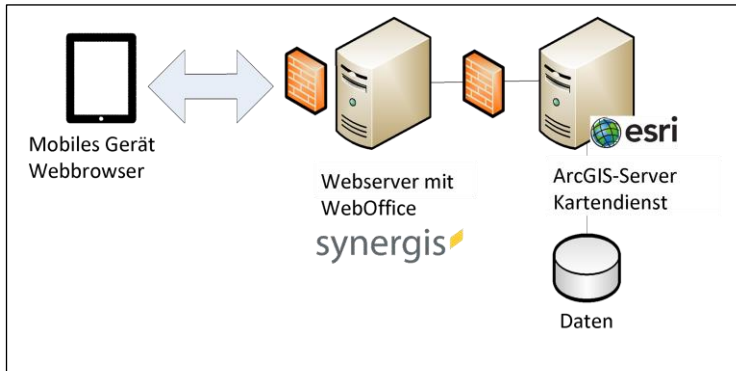 Mobiles Gerät
Webbrowser
Webserver mit
WebOffice
synergis
esri
ArcGIS-Server
Kartendienst
Daten